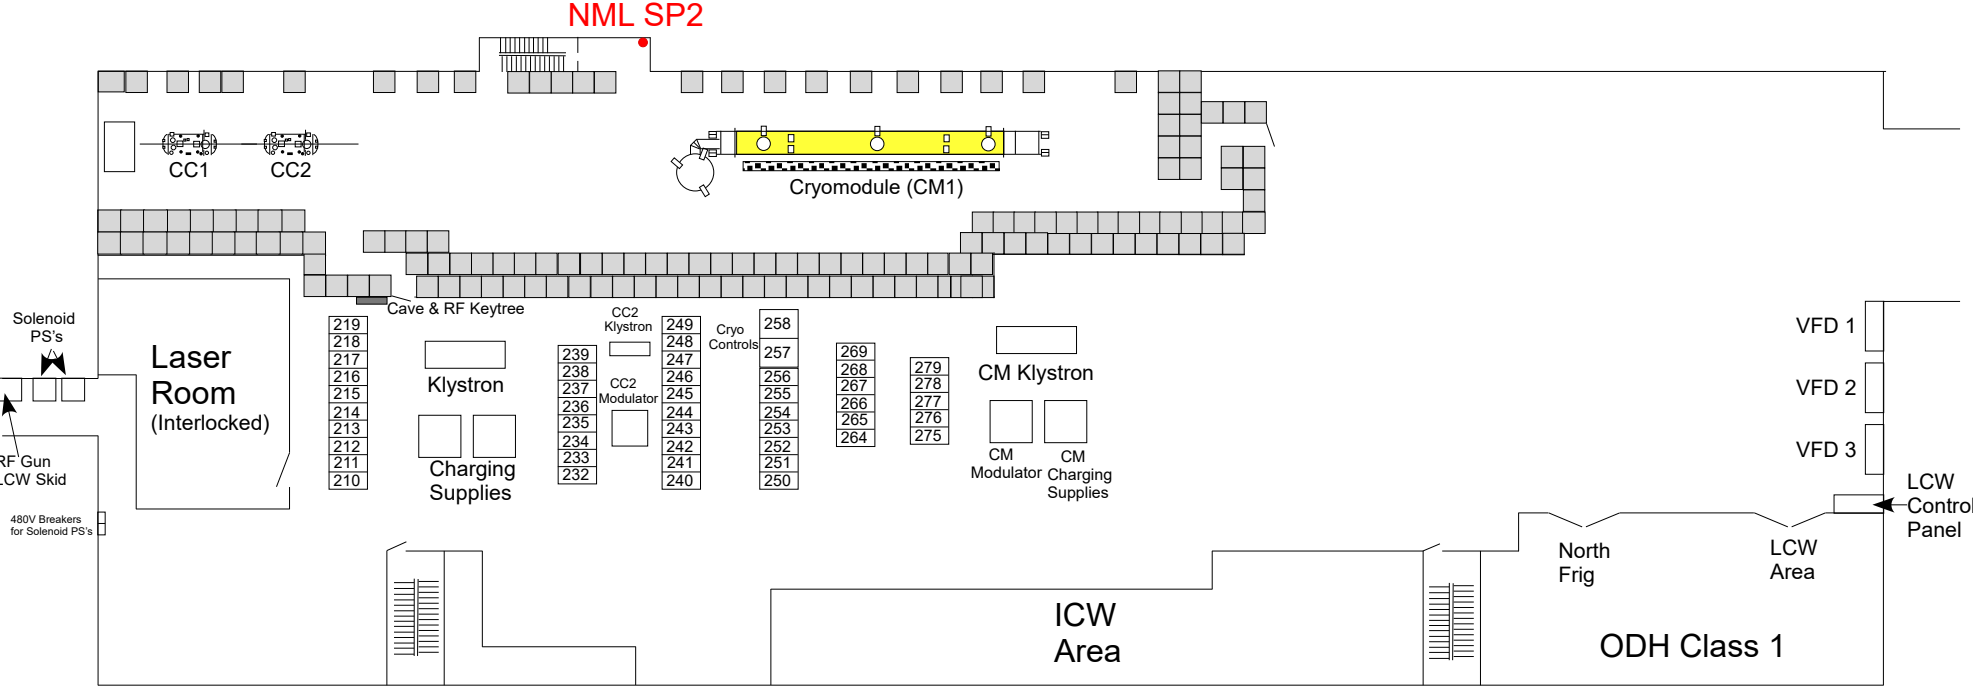 NML SP2
CC1
CC2
Cryomodule (CM1)
Cave & RF Keytree
Solenoid
PS's
Laser
Room
(Interlocked)
RF Gun
LCW Skid
480V Breakers
for Solenoid PS's
219
218
217
216
215
214
213
212
211
210
Klystron
Charging
Supplies
239
238
237
236
235
234
233
232
CC2
Klystron
CC2
Modulator
249
248
247
246
245
244
243
242
241
240
Cryo
Controls
258
257
256
255
254
253
252
251
250
269
268
267
266
265
264
279
278
277
276
275
CM Klystron
CM
Modulator
CM
Charging
Supplies
VFD 1
VFD 2
VFD 3
LCW
Control
Panel
North
Frig
LCW
Area
ICW
Area
ODH Class 1